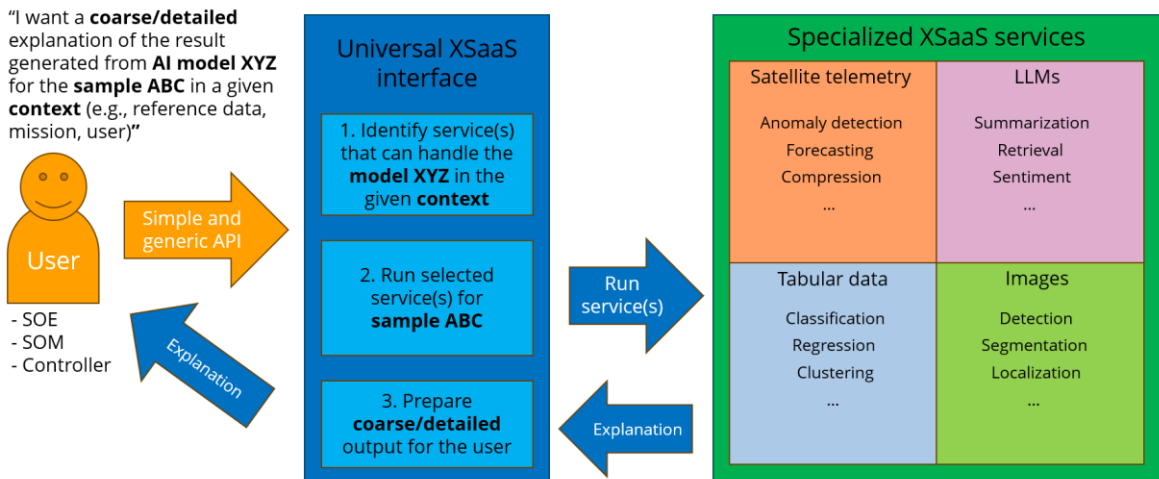 “I want a coarse/detailed
explanation of the result
generated from AI model XYZ
for the sample ABC in a given
context (e.g., reference data,
mission, user)”
User
- SOE
- SOM
- Controller
Simple and
generic API
Explanation
Universal XSaaS
interface
1. Identify service(s)
that can handle the
model XYZ in the
given context
2. Run selected
service(s) for
sample ABC
3. Prepare
coarse/detailed
output for the user
Run
service(s)
Explanation
Specialized XSaaS services
Satellite telemetry
Anomaly detection
Forecasting
Compression
...
LLMs
Summarization
Retrieval
Sentiment
...
Tabular data
Classification
Regression
Clustering
...
Images
Detection
Segmentation
Localization
...